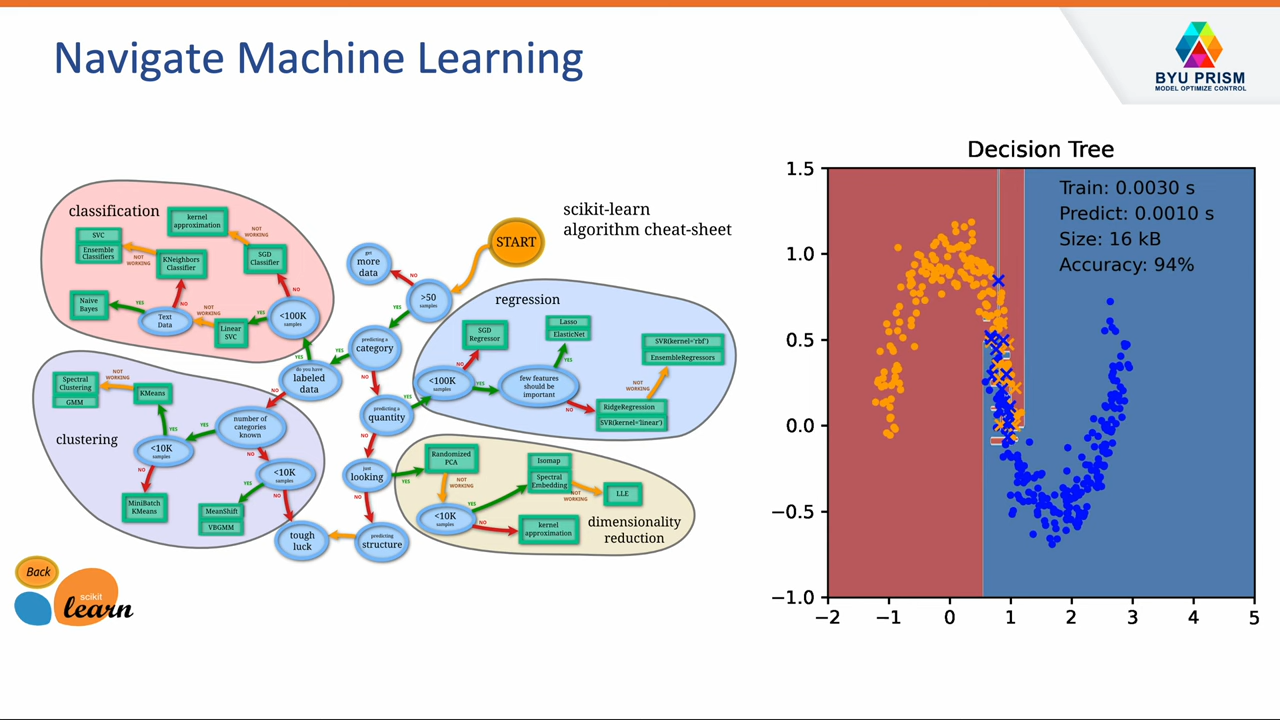 Navigate Machine Learning
BYU PRISM
MODEL OPTIMIZE CONTROL
scikit-learn
algorithm cheat-sheet
START
classification
kernel
approximation
NOT
WORKING
SVC
Ensemble
Classifiers
NOT
WORKING
KNeighbors
Classifier
SGD
Classifier
NO
NO
Naive
Bayes
YES
Text
Data
NOT
WORKING
Linear
SVC
YES
<100K
samples
YES
get
more
data
NO
>50
samples
YES
predicting a
category
YES
do you have
labeled
data
NO
NO
predicting a
quantity
YES
NO
just
looking
YES
NO
predicting
structure
tough
luck
regression
SGD
Regressor
NO
Lasso
ElasticNet
YES
SVR(kernel='rbf')
EnsembleRegressors
NOT
WORKING
<100K
samples
YES
few features
should be
important
NO
RidgeRegression
SVR(kernel='linear')
clustering
Spectral
Clustering
GMM
NOT
WORKING
KMeans
YES
number of
categories
known
YES
NO
<10K
samples
NO
<10K
samples
YES
NO
MiniBatch
KMeans
MeanShift
VBGMM
Randomized
PCA
NOT
WORKING
Isomap
Spectral
Embedding
YES
NOT
WORKING
LLE
<10K
samples
NO
kernel
approximation
dimensionality
reduction
Back
scikit
learn
Decision Tree
Train: 0.0030 s
Predict: 0.0010 s
Size: 16 kB
Accuracy: 94%
1.5
1.0
0.5
0.0
−0.5
−1.0
−2 −1 0 1 2 3 4 5